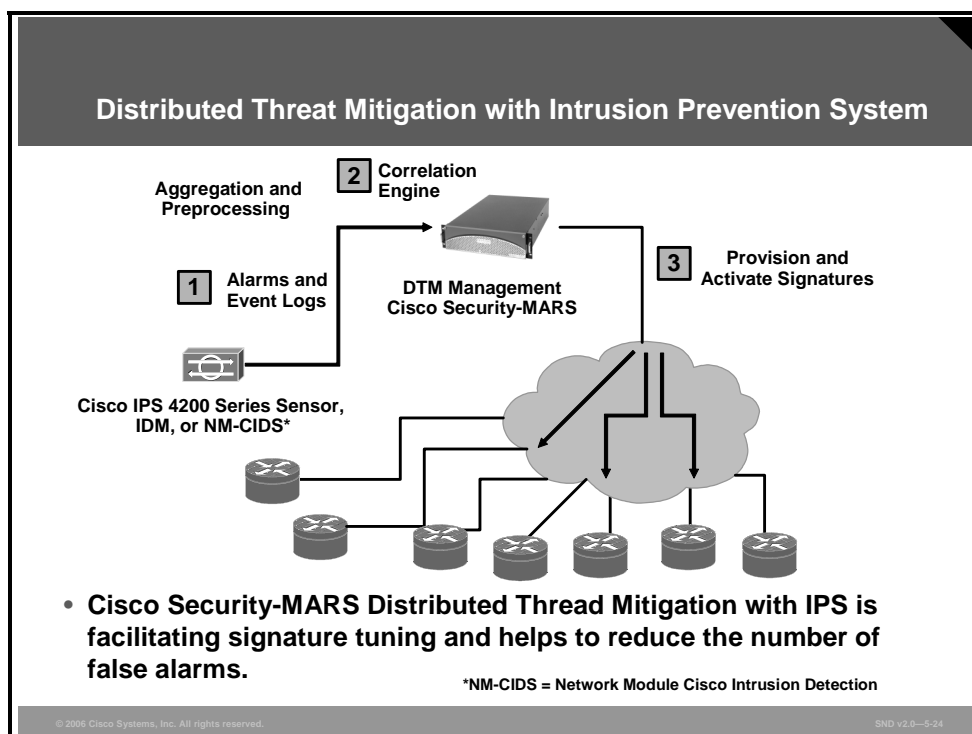 Distributed Threat Mitigation with Intrusion Prevention System
2 Correlation
Engine
Aggregation and
Preprocessing
1 Alarms and
Event Logs
DTM Management
Cisco Security-MARS
3 Provision and
Activate Signatures
Cisco IPS 4200 Series Sensor,
IDM, or NM-CIDS*
• Cisco Security-MARS Distributed Thread Mitigation with IPS is
facilitating signature tuning and helps to reduce the number of
false alarms.
*NM-CIDS = Network Module Cisco Intrusion Detection
© 2006 Cisco Systems, Inc. All rights reserved.
SND v2.0—5-24